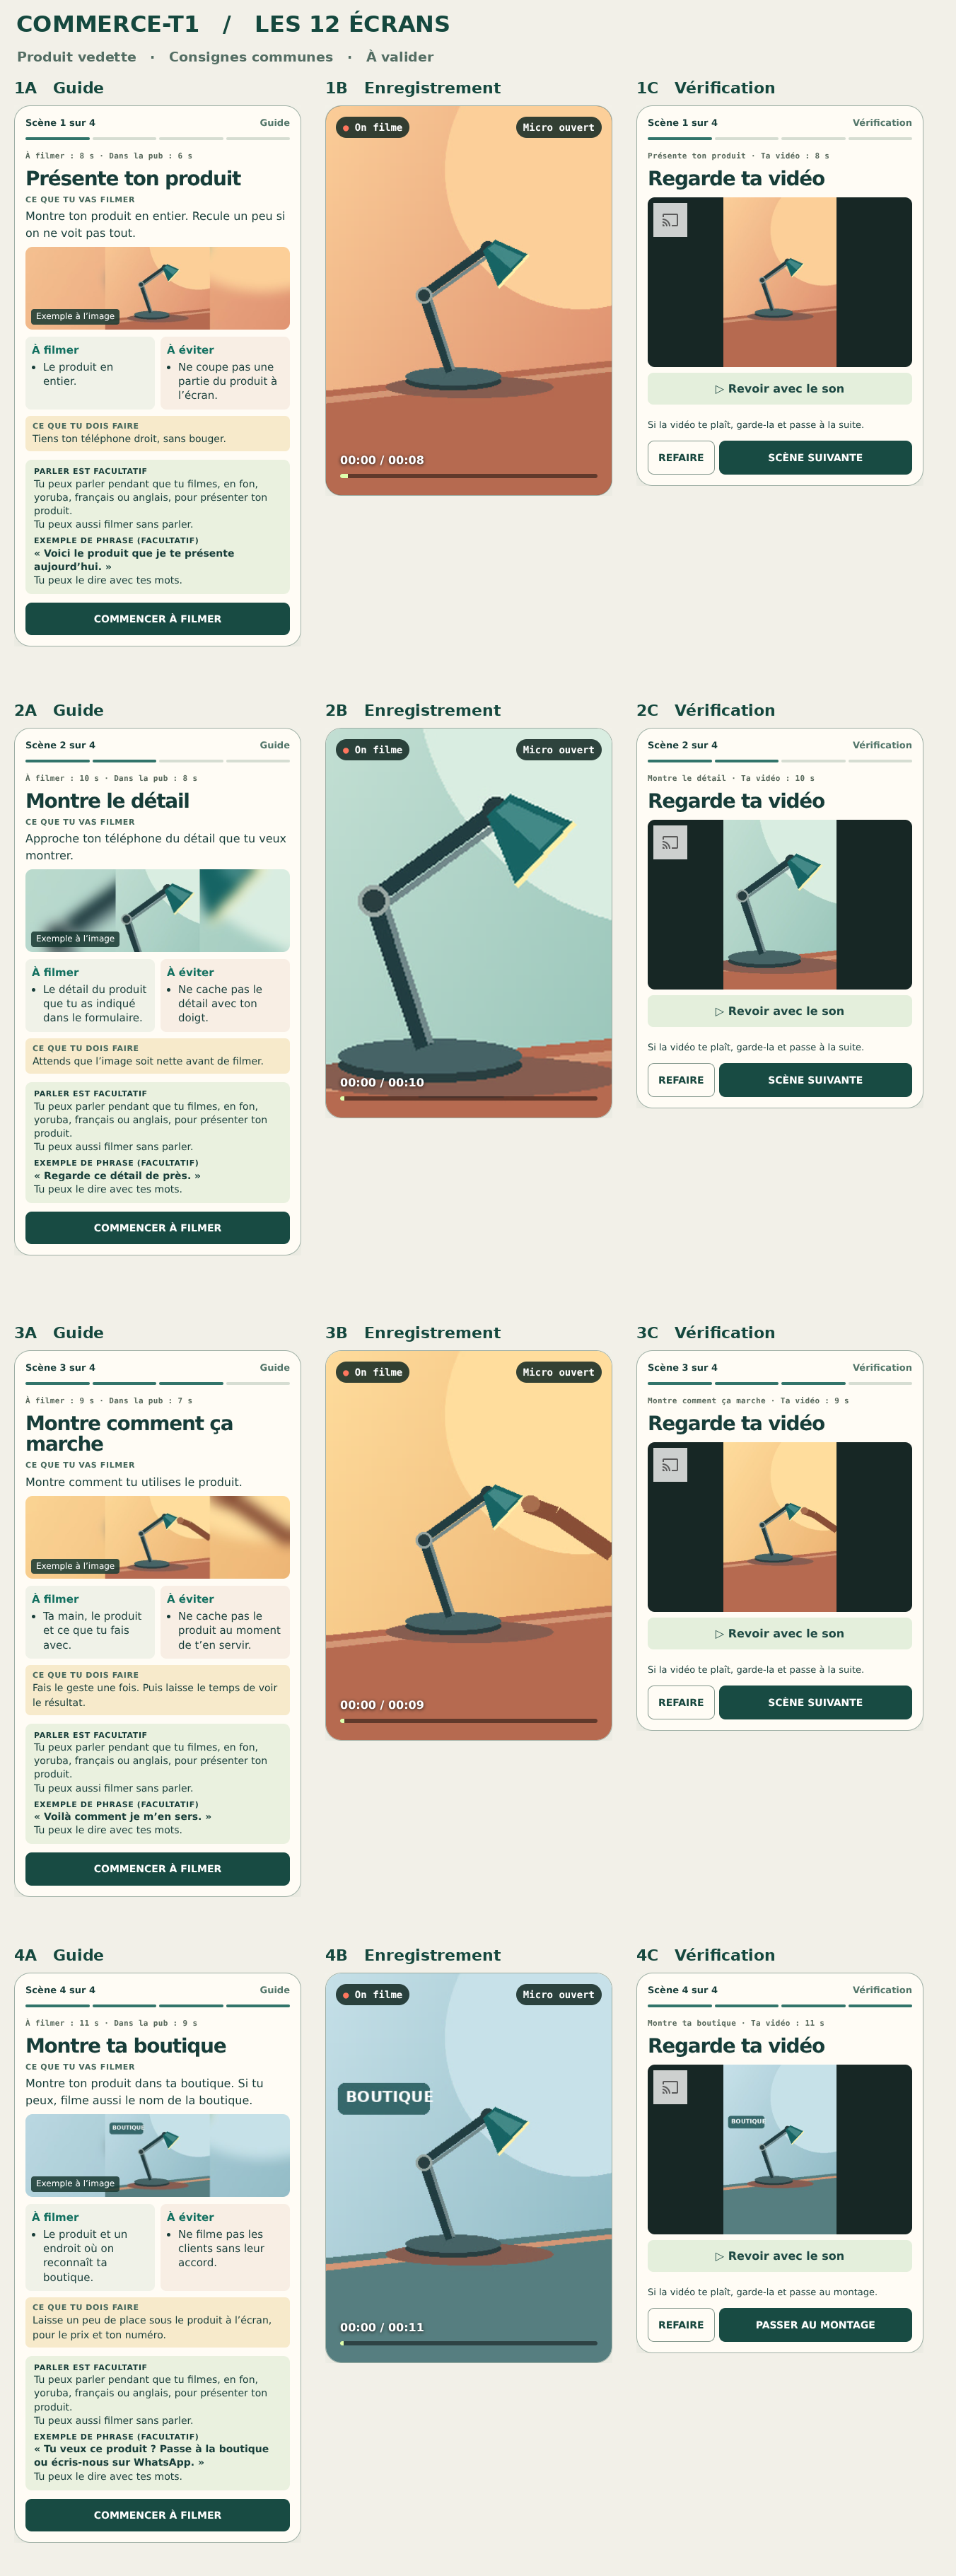 COMMERCE-T1 / LES 12 ÉCRANS
Produit vedette · Consignes communes · À valider
1A Guide
Scène 1 sur 4
Guide
À filmer : 8 s · Dans la pub : 6 s
Présente ton produit
CE QUE TU VAS FILMER
Montre ton produit en entier. Recule un peu si
on ne voit pas tout.
Exemple à l’image
À filmer
• Le produit en
entier.
À éviter
• Ne coupe pas une
partie du produit à
l’écran.
CE QUE TU DOIS FAIRE
Tiens ton téléphone droit, sans bouger.
PARLER EST FACULTATIF
Tu peux parler pendant que tu filmes, en fon,
yoruba, français ou anglais, pour présenter ton
produit.
Tu peux aussi filmer sans parler.
EXEMPLE DE PHRASE (FACULTATIF)
« Voici le produit que je te présente
aujourd’hui. »
Tu peux le dire avec tes mots.
COMMENCER À FILMER
1B Enregistrement
● On filme
Micro ouvert
00:00 / 00:08
1C Vérification
Scène 1 sur 4
Vérification
Présente ton produit · Ta vidéo : 8 s
Regarde ta vidéo
▷ Revoir avec le son
Si la vidéo te plaît, garde-la et passe à la suite.
REFAIRE
SCÈNE SUIVANTE
2A Guide
Scène 2 sur 4
Guide
À filmer : 10 s · Dans la pub : 8 s
Montre le détail
CE QUE TU VAS FILMER
Approche ton téléphone du détail que tu veux
montrer.
Exemple à l’image
À filmer
• Le détail du produit
que tu as indiqué
dans le formulaire.
À éviter
• Ne cache pas le
détail avec ton
doigt.
CE QUE TU DOIS FAIRE
Attends que l’image soit nette avant de filmer.
PARLER EST FACULTATIF
Tu peux parler pendant que tu filmes, en fon,
yoruba, français ou anglais, pour présenter ton
produit.
Tu peux aussi filmer sans parler.
EXEMPLE DE PHRASE (FACULTATIF)
« Regarde ce détail de près. »
Tu peux le dire avec tes mots.
COMMENCER À FILMER
2B Enregistrement
● On filme
Micro ouvert
00:00 / 00:10
2C Vérification
Scène 2 sur 4
Vérification
Montre le détail · Ta vidéo : 10 s
Regarde ta vidéo
▷ Revoir avec le son
Si la vidéo te plaît, garde-la et passe à la suite.
REFAIRE
SCÈNE SUIVANTE
3A Guide
Scène 3 sur 4
Guide
À filmer : 9 s · Dans la pub : 7 s
Montre comment ça
marche
CE QUE TU VAS FILMER
Montre comment tu utilises le produit.
Exemple à l’image
À filmer
• Ta main, le produit
et ce que tu fais
avec.
À éviter
• Ne cache pas le
produit au moment
de t’en servir.
CE QUE TU DOIS FAIRE
Fais le geste une fois. Puis laisse le temps de voir
le résultat.
PARLER EST FACULTATIF
Tu peux parler pendant que tu filmes, en fon,
yoruba, français ou anglais, pour présenter ton
produit.
Tu peux aussi filmer sans parler.
EXEMPLE DE PHRASE (FACULTATIF)
« Voilà comment je m’en sers. »
Tu peux le dire avec tes mots.
COMMENCER À FILMER
3B Enregistrement
● On filme
Micro ouvert
00:00 / 00:09
3C Vérification
Scène 3 sur 4
Vérification
Montre comment ça marche · Ta vidéo : 9 s
Regarde ta vidéo
▷ Revoir avec le son
Si la vidéo te plaît, garde-la et passe à la suite.
REFAIRE
SCÈNE SUIVANTE
4A Guide
Scène 4 sur 4
Guide
À filmer : 11 s · Dans la pub : 9 s
Montre ta boutique
CE QUE TU VAS FILMER
Montre ton produit dans ta boutique. Si tu
peux, filme aussi le nom de la boutique.
BOUTIQUE
Exemple à l’image
À filmer
• Le produit et un
endroit où on
reconnaît ta
boutique.
À éviter
• Ne filme pas les
clients sans leur
accord.
CE QUE TU DOIS FAIRE
Laisse un peu de place sous le produit à l’écran,
pour le prix et ton numéro.
PARLER EST FACULTATIF
Tu peux parler pendant que tu filmes, en fon,
yoruba, français ou anglais, pour présenter ton
produit.
Tu peux aussi filmer sans parler.
EXEMPLE DE PHRASE (FACULTATIF)
« Tu veux ce produit ? Passe à la boutique
ou écris-nous sur WhatsApp. »
Tu peux le dire avec tes mots.
COMMENCER À FILMER
4B Enregistrement
● On filme
Micro ouvert
BOUTIQUE
00:00 / 00:11
4C Vérification
Scène 4 sur 4
Vérification
Montre ta boutique · Ta vidéo : 11 s
Regarde ta vidéo
BOUTIQUE
▷ Revoir avec le son
Si la vidéo te plaît, garde-la et passe au montage.
REFAIRE
PASSER AU MONTAGE